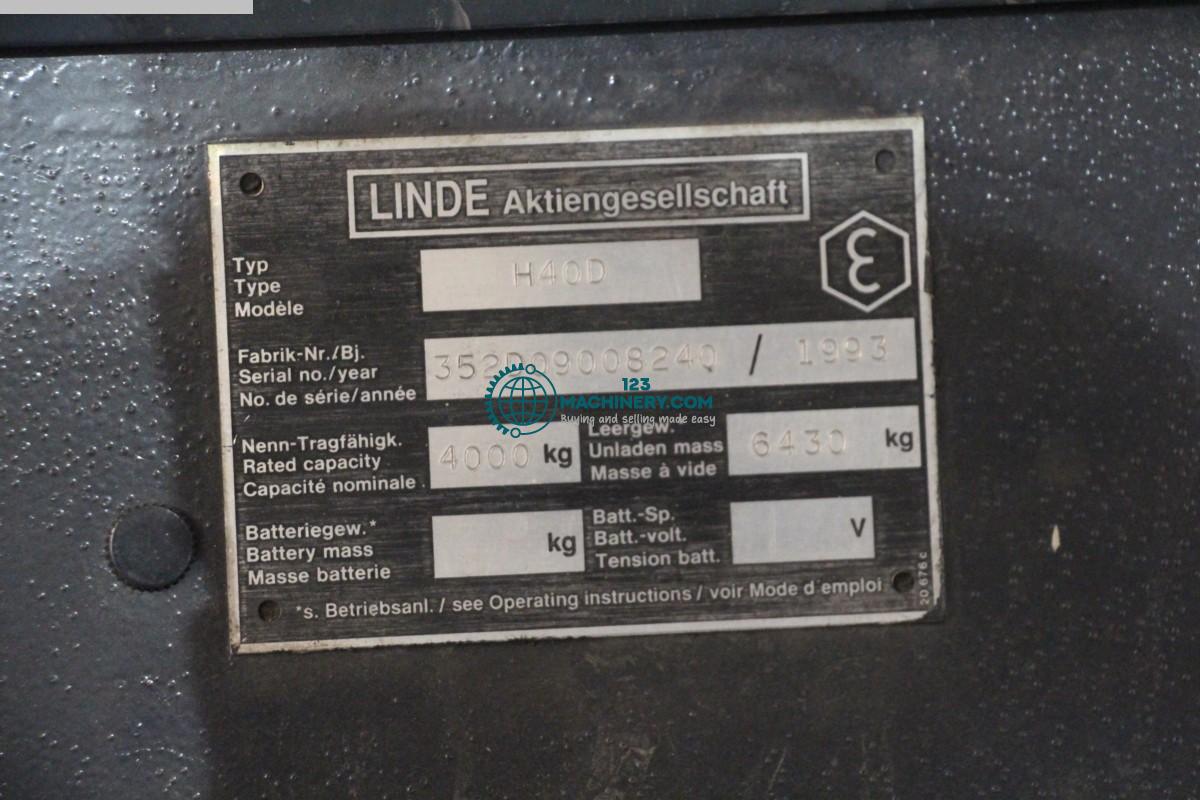 LINDE Aktiengesellschaft
Typ
Type
Modèle
H40D
ε
Fabrik-Nr./Bj.
Serial no./year
No. de série/année
352D09008240 / 1993
123
MACHINERY.COM
Buying and selling made easy
Nenn-Tragfähigk.
Rated capacity
Capacité nominale
4000 kg
Leergew.
Unladen mass
Masse à vide
6430 kg
Batteriegew.*
Battery mass
Masse batterie
kg
Batt.-Sp.
Batt.-volt.
Tension batt.
V
*s. Betriebsanl. / see Operating instructions / voir Mode d'emploi
20 676 c